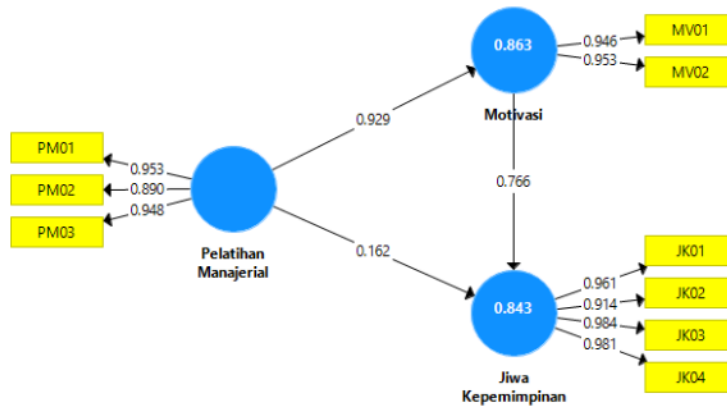 0.863
MV01
0.946
0.953
MV02
Motivasi
0.929
PM01
0.953
PM02
0.890
PM03
0.948
0.766
Pelatihan
Manajerial
0.162
JK01
0.961
JK02
0.914
0.843
0.984
JK03
0.981
JK04
Jiwa
Kepemimpinan